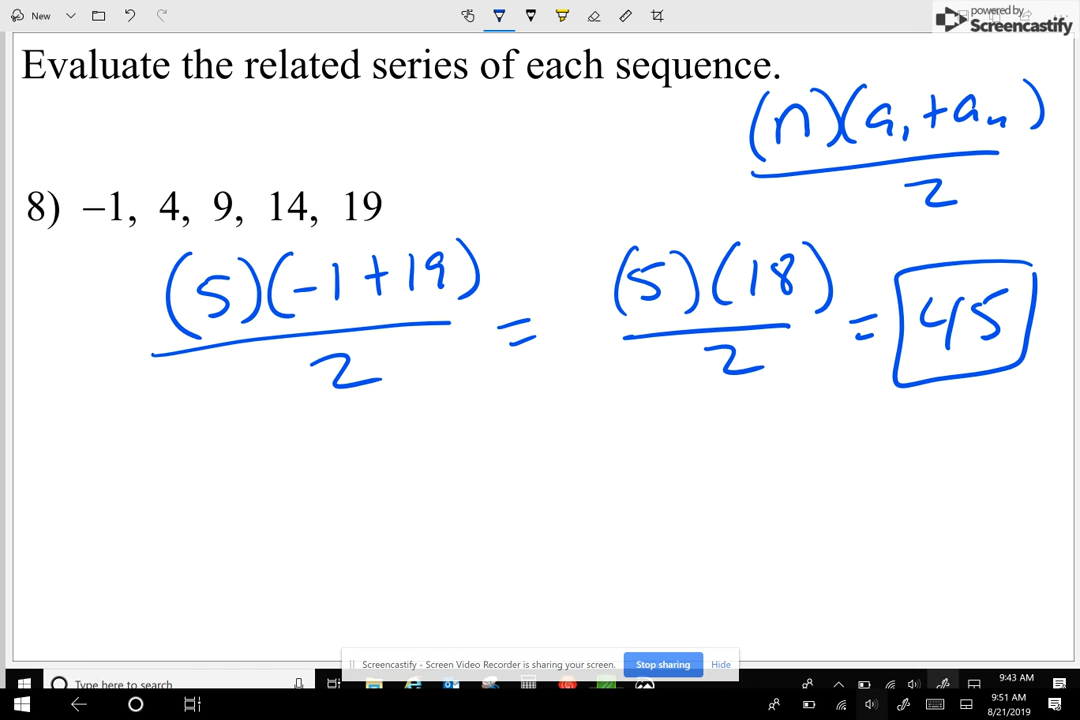 New
powered by
Screencastify
Evaluate the related series of each sequence.
(n)(a₁+aₙ)
2
8) −1, 4, 9, 14, 19
(5)(-1+19)
2
=
(5)(18)
2
= 45
Screencastify - Screen Video Recorder is sharing your screen. Stop sharing Hide
Type here to search
9:43 AM
9:51 AM
8/21/2019